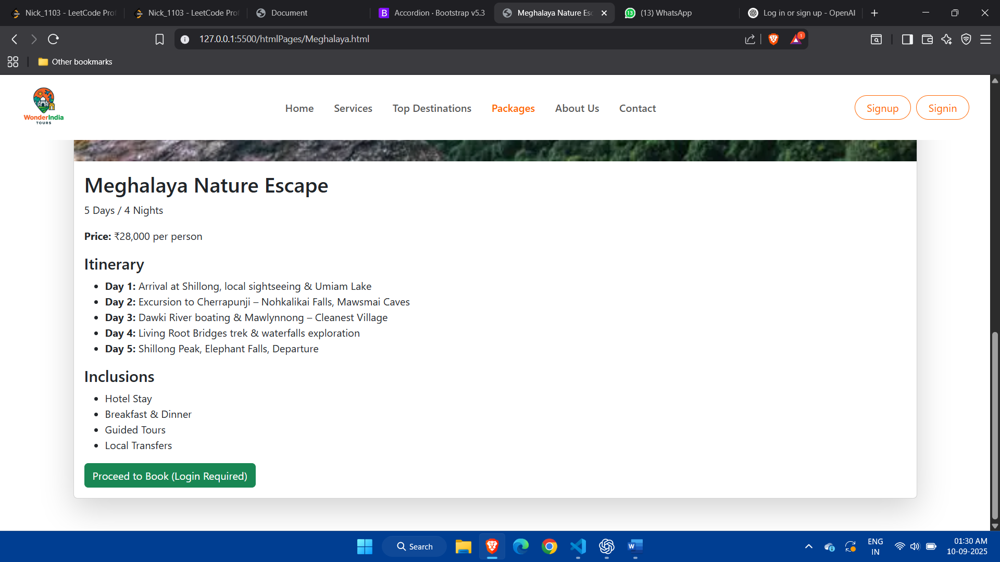 Nick_1103 - LeetCode Prof
Nick_1103 - LeetCode Prof
Document
B
Accordion · Bootstrap v5.3
Meghalaya Nature Esc
13
(13) WhatsApp
Log in or sign up - OpenAI
127.0.0.1:5500/htmlPages/Meghalaya.html
1
Other bookmarks
WonderIndia
TOURS
Home
Services
Top Destinations
Packages
About Us
Contact
Signup
Signin
Meghalaya Nature Escape
5 Days / 4 Nights
Price: ₹28,000 per person
Itinerary
Day 1: Arrival at Shillong, local sightseeing & Umiam Lake
Day 2: Excursion to Cherrapunji – Nohkalikai Falls, Mawsmai Caves
Day 3: Dawki River boating & Mawlynnong – Cleanest Village
Day 4: Living Root Bridges trek & waterfalls exploration
Day 5: Shillong Peak, Elephant Falls, Departure
Inclusions
Hotel Stay
Breakfast & Dinner
Guided Tours
Local Transfers
Proceed to Book (Login Required)
Search
W
ENG
IN
01:30 AM
10-09-2025